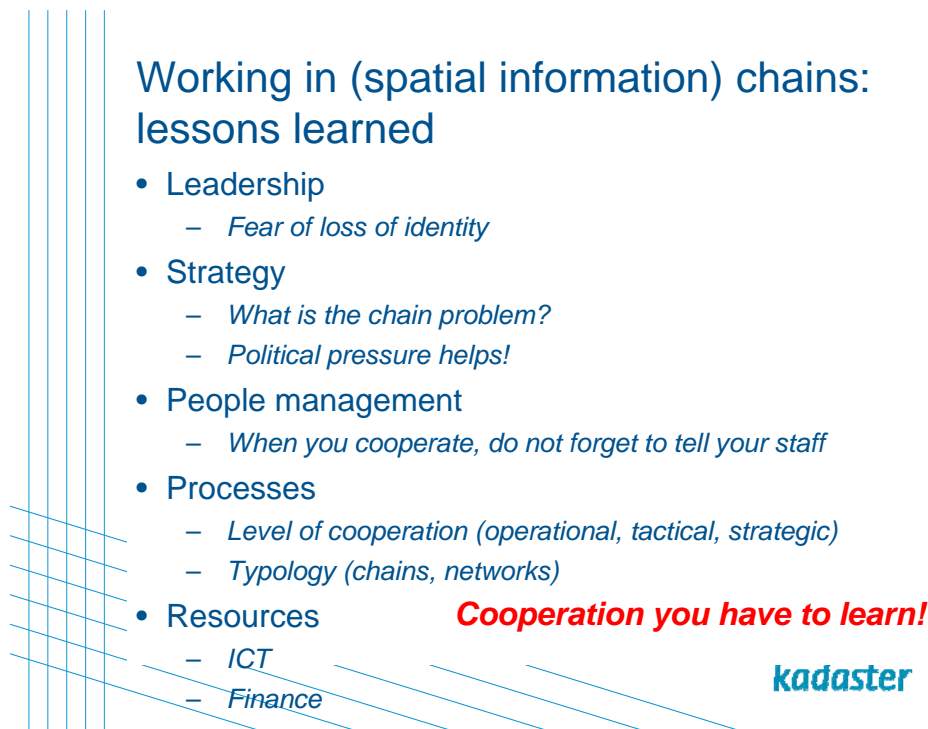 Working in (spatial information) chains:
lessons learned
• Leadership
– Fear of loss of identity
• Strategy
– What is the chain problem?
– Political pressure helps!
• People management
– When you cooperate, do not forget to tell your staff
• Processes
– Level of cooperation (operational, tactical, strategic)
– Typology (chains, networks)
• Resources
Cooperation you have to learn!
– ICT
– Finance
kadaster